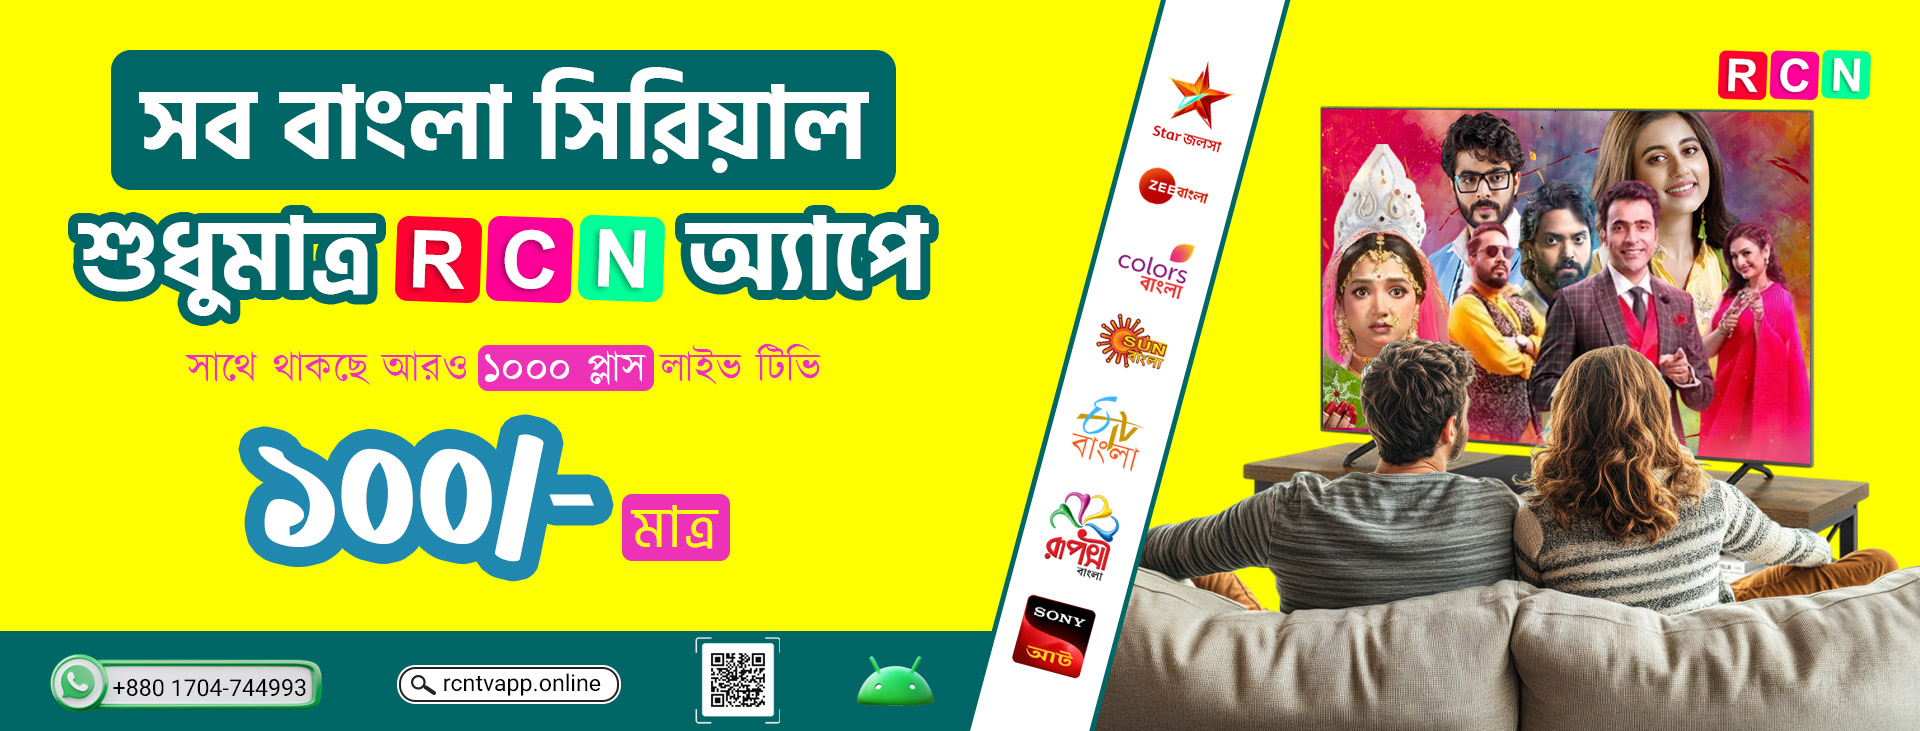 সব বাংলা সিরিয়াল
শুধুমাত্র RCN অ্যাপে
সাথে থাকছে আরও ১০০০ প্লাস লাইভ টিভি
১০০/- মাত্র
+880 1704-744993
rcntvapp.online
Star জলসা
ZEE বাংলা
colors
বাংলা
SUN
বাংলা
etv
বাংলা
রূপসী
বাংলা
SONY
আট
RCN